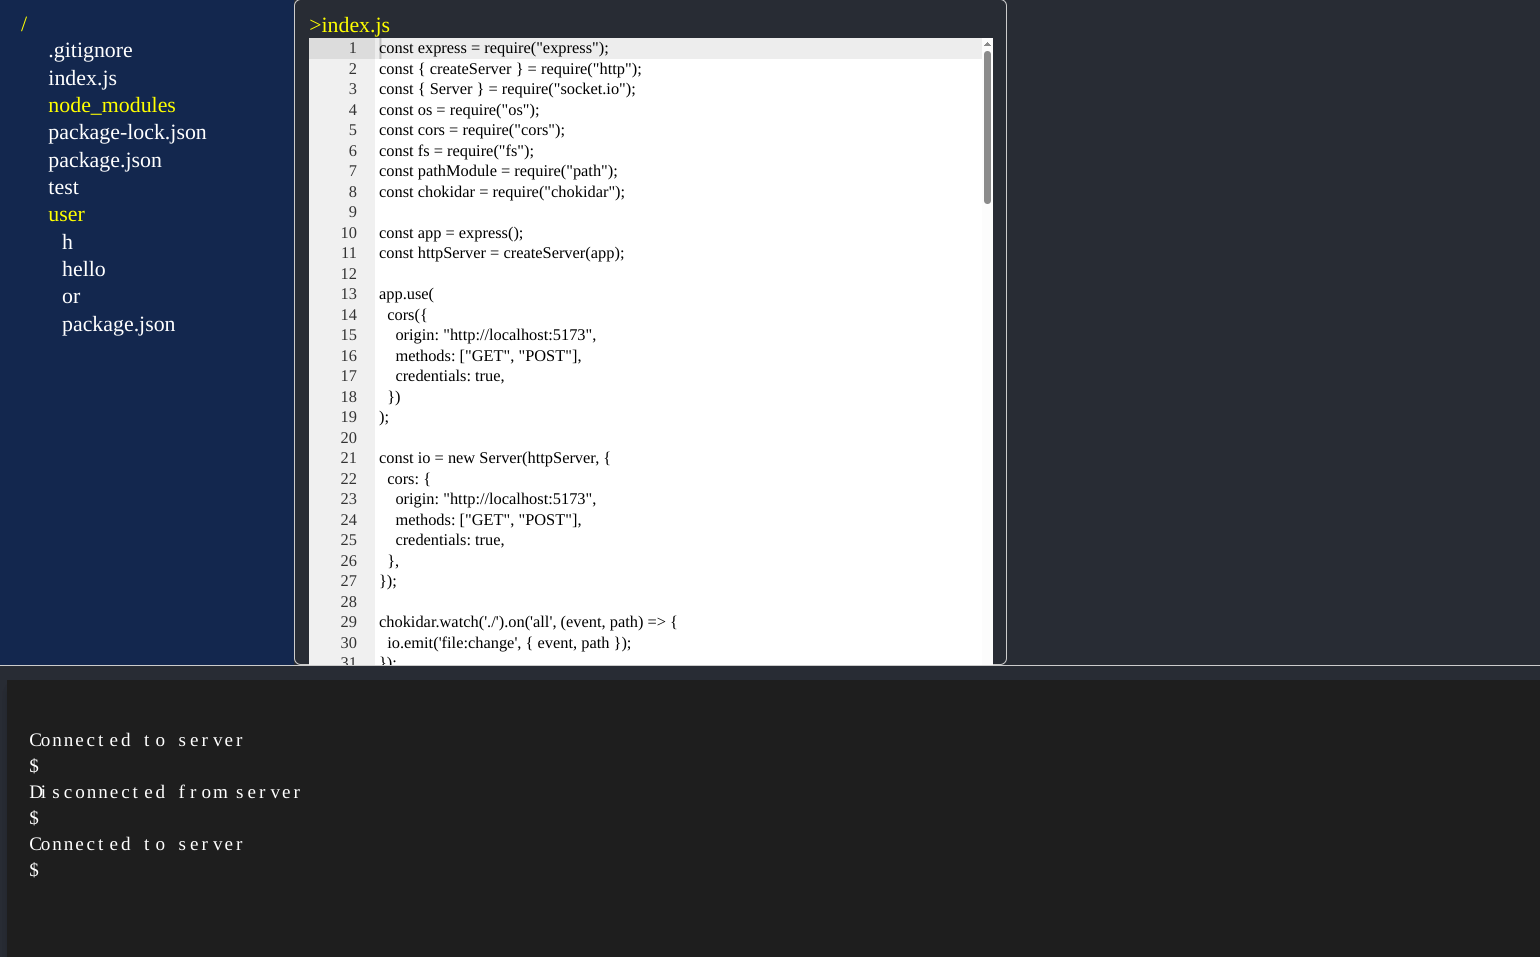 /
.gitignore
index.js
node_modules
package-lock.json
package.json
test
user
h
hello
or
package.json
>index.js
1 const express = require("express");
2 const { createServer } = require("http");
3 const { Server } = require("socket.io");
4 const os = require("os");
5 const cors = require("cors");
6 const fs = require("fs");
7 const pathModule = require("path");
8 const chokidar = require("chokidar");
9
10 const app = express();
11 const httpServer = createServer(app);
12
13 app.use(
14   cors({
15     origin: "http://localhost:5173",
16     methods: ["GET", "POST"],
17     credentials: true,
18   })
19 );
20
21 const io = new Server(httpServer, {
22   cors: {
23     origin: "http://localhost:5173",
24     methods: ["GET", "POST"],
25     credentials: true,
26   },
27 });
28
29 chokidar.watch('./').on('all', (event, path) => {
30   io.emit('file:change', { event, path });
31 });
Connected to server
$
Disconnected from server
$
Connected to server
$